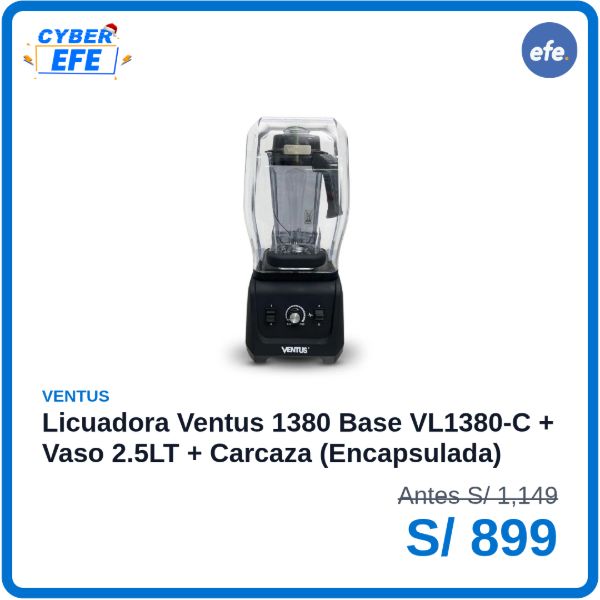 CYBER
EFE
efe.
VENTUS
VENTUS
Licuadora Ventus 1380 Base VL1380-C +
Vaso 2.5LT + Carcaza (Encapsulada)
Antes S/ 1,149
S/ 899